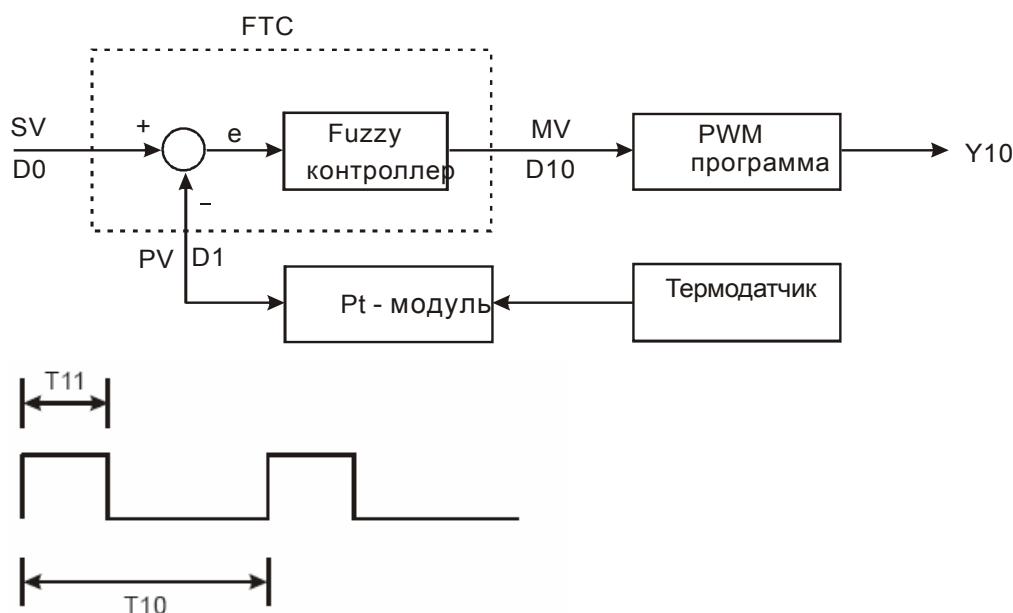 FTC
SV
D0
+
e
Fuzzy
контроллер
MV
D10
PWM
программа
Y10
−
PV
D1
Pt - модуль
Термодатчик
T11
T10